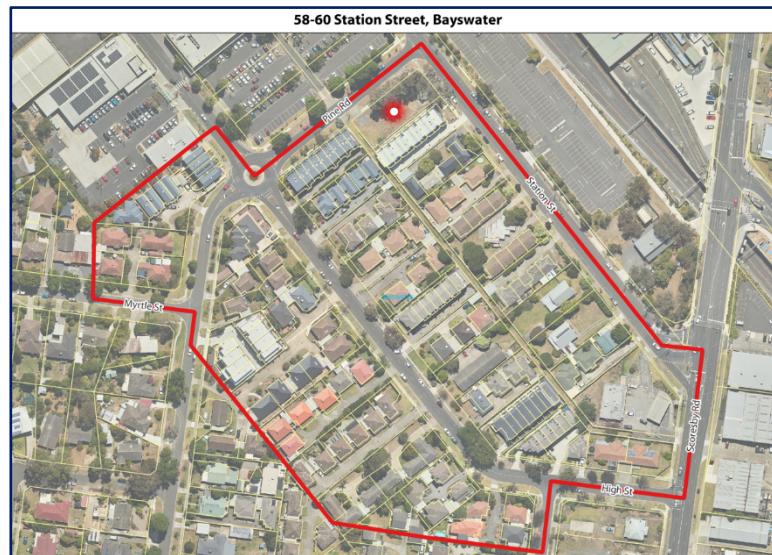 58-60 Station Street, Bayswater
Pine Rd
Station St
Myrtle St
Scoresby Rd
High St